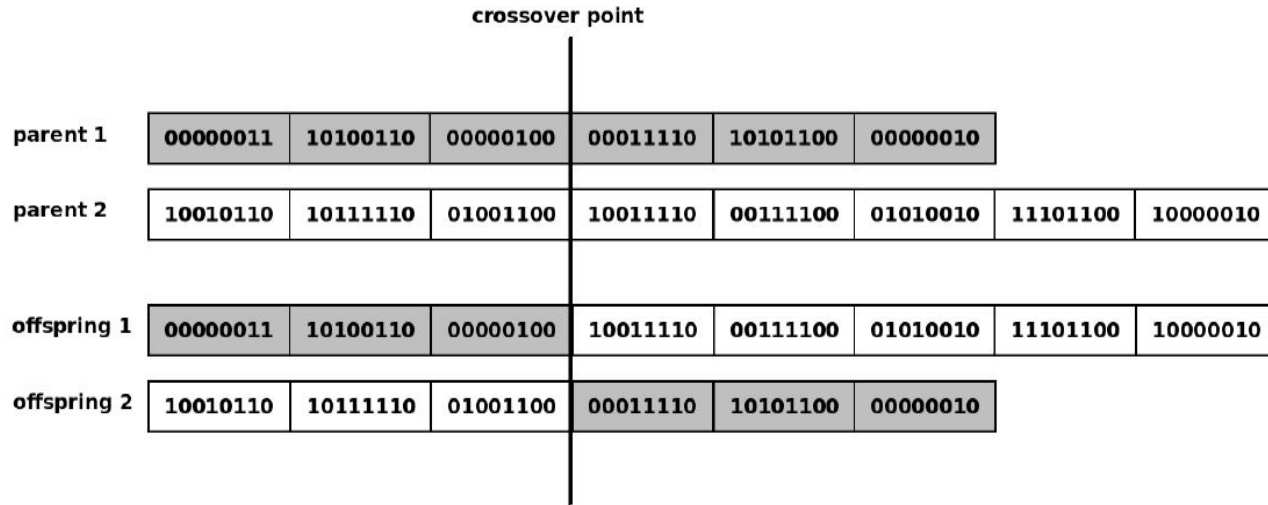 crossover point
parent 1 00000011 10100110 00000100 00011110 10101100 00000010
parent 2 10010110 10111110 01001100 10011110 00111100 01010010 11101100 10000010
offspring 1 00000011 10100110 00000100 10011110 00111100 01010010 11101100 10000010
offspring 2 10010110 10111110 01001100 00011110 10101100 00000010